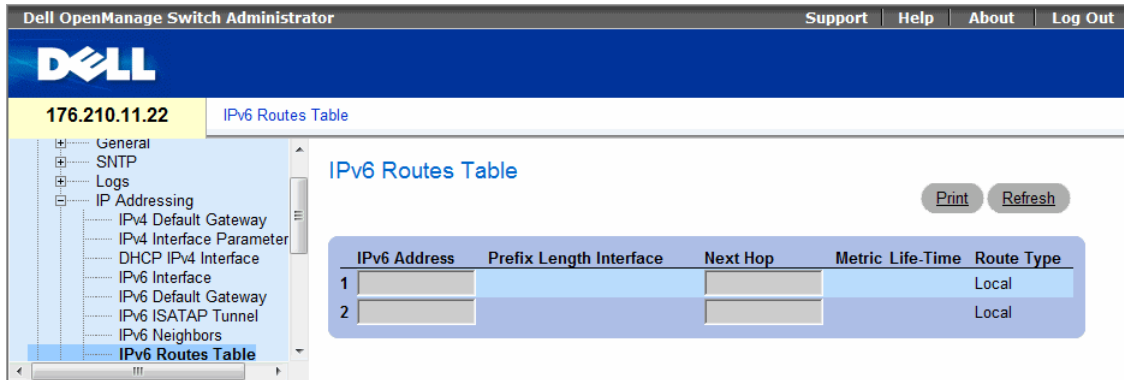 Dell OpenManage Switch Administrator Support Help About Log Out
DELL
176.210.11.22 IPv6 Routes Table
General
SNTP
Logs
IP Addressing
IPv4 Default Gateway
IPv4 Interface Parameter
DHCP IPv4 Interface
IPv6 Interface
IPv6 Default Gateway
IPv6 ISATAP Tunnel
IPv6 Neighbors
IPv6 Routes Table
IPv6 Routes Table
Print Refresh
IPv6 Address Prefix Length Interface Next Hop Metric Life-Time Route Type
1 Local
2 Local